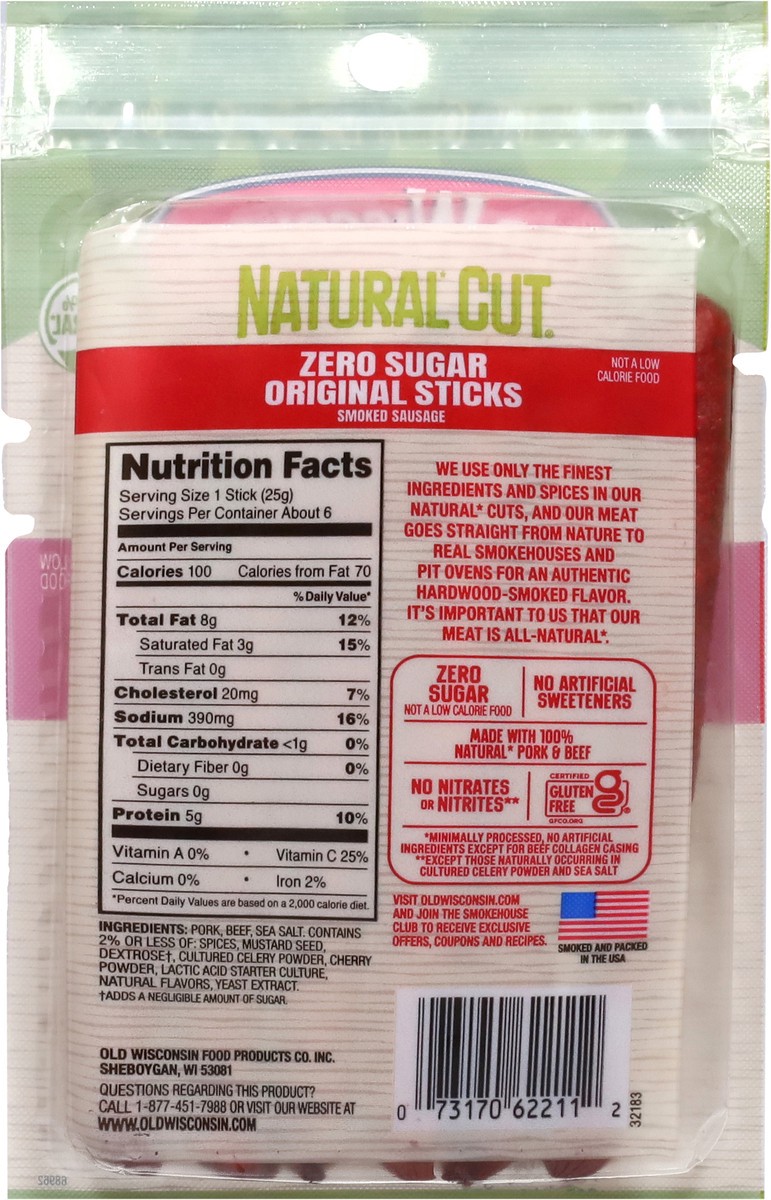 NATURAL CUT®
ZERO SUGAR
ORIGINAL STICKS
SMOKED SAUSAGE
NOT A LOW
CALORIE FOOD
Nutrition Facts
Serving Size 1 Stick (25g)
Servings Per Container About 6
Amount Per Serving
Calories 100 Calories from Fat 70
% Daily Value*
Total Fat 8g 12%
Saturated Fat 3g 15%
Trans Fat 0g
Cholesterol 20mg 7%
Sodium 390mg 16%
Total Carbohydrate <1g 0%
Dietary Fiber 0g 0%
Sugars 0g
Protein 5g 10%
Vitamin A 0% • Vitamin C 25%
Calcium 0% • Iron 2%
*Percent Daily Values are based on a 2,000 calorie diet.
INGREDIENTS: PORK, BEEF, SEA SALT. CONTAINS
2% OR LESS OF: SPICES, MUSTARD SEED,
DEXTROSE†, CULTURED CELERY POWDER, CHERRY
POWDER, LACTIC ACID STARTER CULTURE,
NATURAL FLAVORS, YEAST EXTRACT.
†ADDS A NEGLIGIBLE AMOUNT OF SUGAR.
OLD WISCONSIN FOOD PRODUCTS CO. INC.
SHEBOYGAN, WI 53081
QUESTIONS REGARDING THIS PRODUCT?
CALL 1-877-451-7988 OR VISIT OUR WEBSITE AT
WWW.OLDWISCONSIN.COM
WE USE ONLY THE FINEST
INGREDIENTS AND SPICES IN OUR
NATURAL* CUTS, AND OUR MEAT
GOES STRAIGHT FROM NATURE TO
REAL SMOKEHOUSES AND
PIT OVENS FOR AN AUTHENTIC
HARDWOOD-SMOKED FLAVOR.
IT'S IMPORTANT TO US THAT OUR
MEAT IS ALL-NATURAL*.
ZERO
SUGAR
NOT A LOW CALORIE FOOD
NO ARTIFICIAL
SWEETENERS
MADE WITH 100%
NATURAL* PORK & BEEF
NO NITRATES
OR NITRITES**
CERTIFIED
GLUTEN
FREE
GFCO.ORG
*MINIMALLY PROCESSED, NO ARTIFICIAL
INGREDIENTS EXCEPT FOR BEEF COLLAGEN CASING
**EXCEPT THOSE NATURALLY OCCURRING IN
CULTURED CELERY POWDER AND SEA SALT
VISIT OLDWISCONSIN.COM
AND JOIN THE SMOKEHOUSE
CLUB TO RECEIVE EXCLUSIVE
OFFERS, COUPONS AND RECIPES.
SMOKED AND PACKED
IN THE USA
0 73170 62211 2
32183
68962